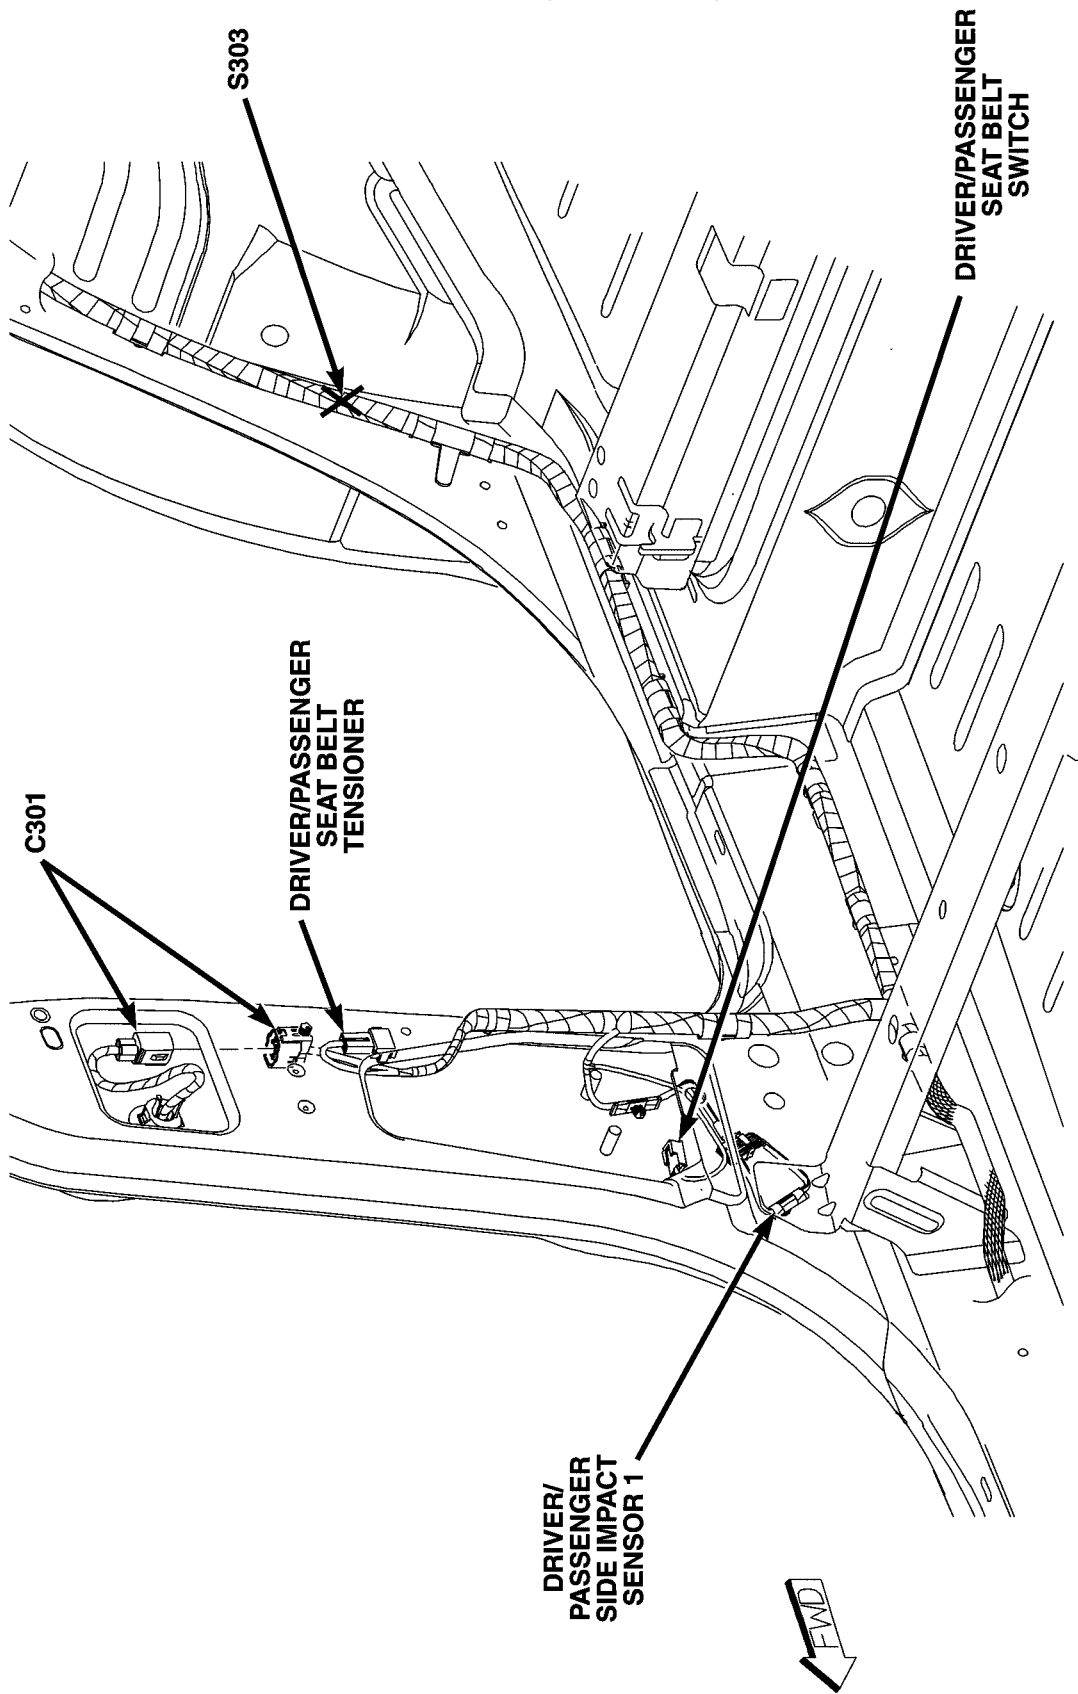 S303
DRIVER/PASSENGER
SEAT BELT
SWITCH
C301
DRIVER/PASSENGER
SEAT BELT
TENSIONER
DRIVER/
PASSENGER
SIDE IMPACT
SENSOR 1
FWD